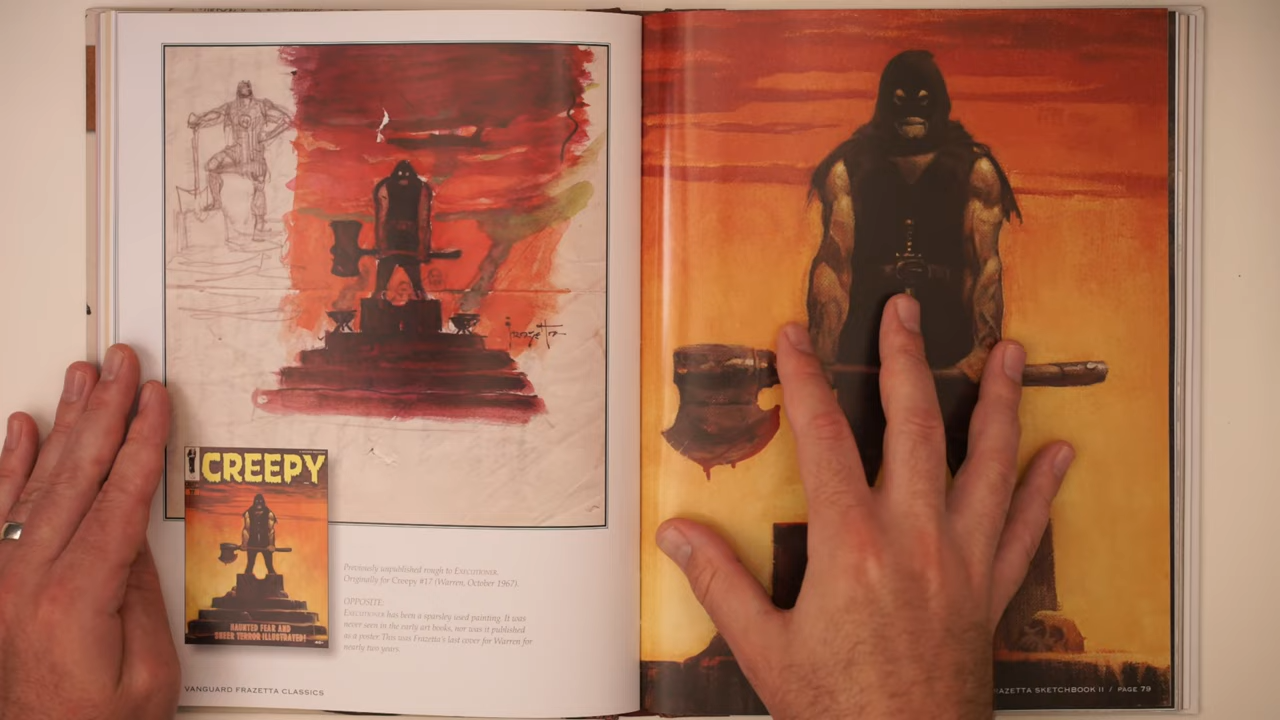 Frazetta
CREEPY
HAUNTED FEAR AND
SHEER TERROR ILLUSTRATED!
Previously unpublished rough to EXECUTIONER.
Originally for Creepy #17 (Warren, October 1967).
OPPOSITE:
EXECUTIONER has been a sparsley used painting. It was
never seen in the early art books, nor was it published
as a poster. This was Frazetta's last cover for Warren for
nearly two years.
VANGUARD FRAZETTA CLASSICS
AZETTA SKETCHBOOK II / PAGE 79